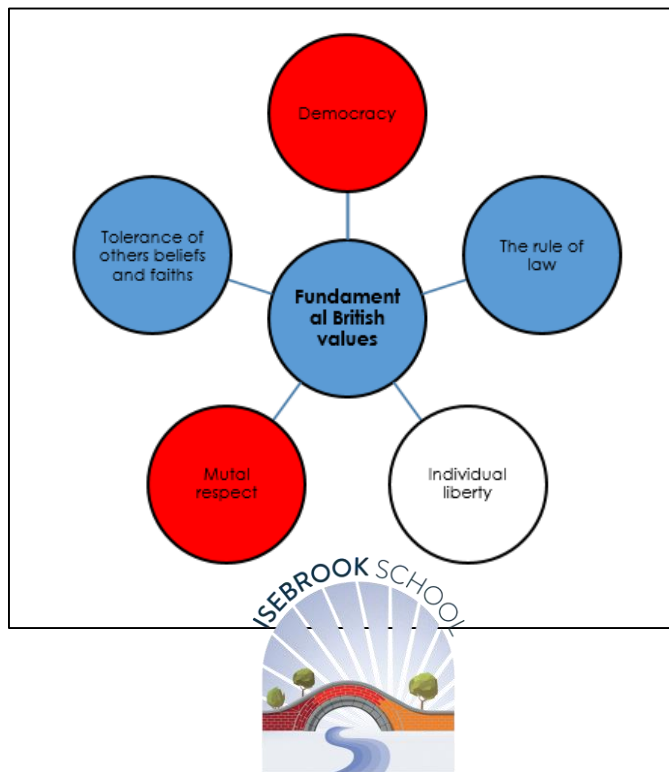 Democracy
Tolerance of
others beliefs
and faiths
The rule of
law
Fundament
al British
values
Mutal
respect
Individual
liberty
ISEBROOK SCHOOL